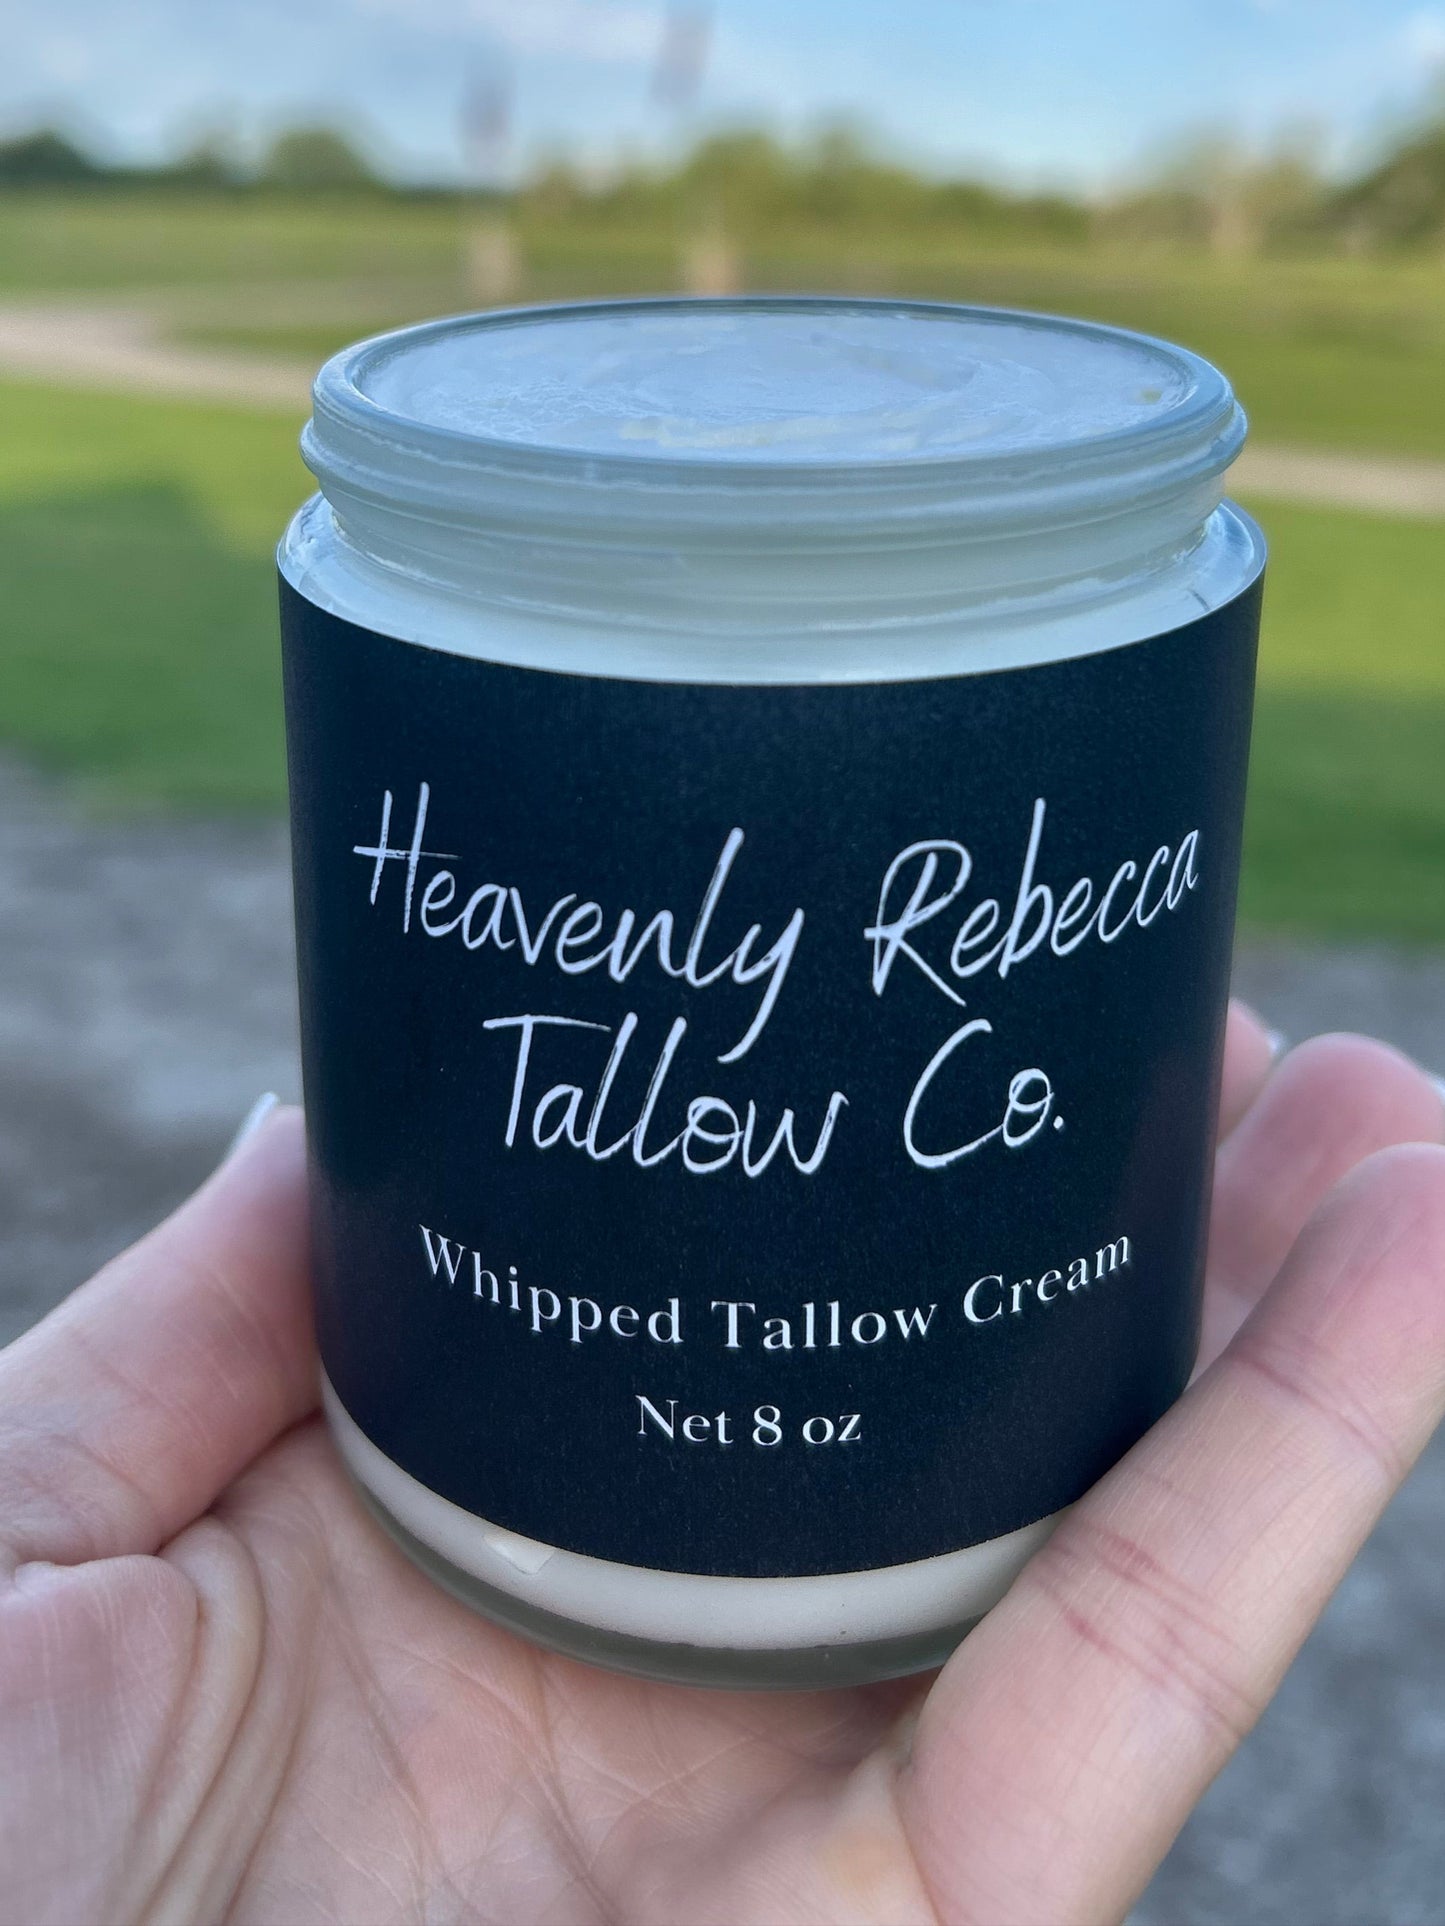 Heavenly Rebecca
Tallow Co.
Whipped Tallow Cream
Net 8 oz